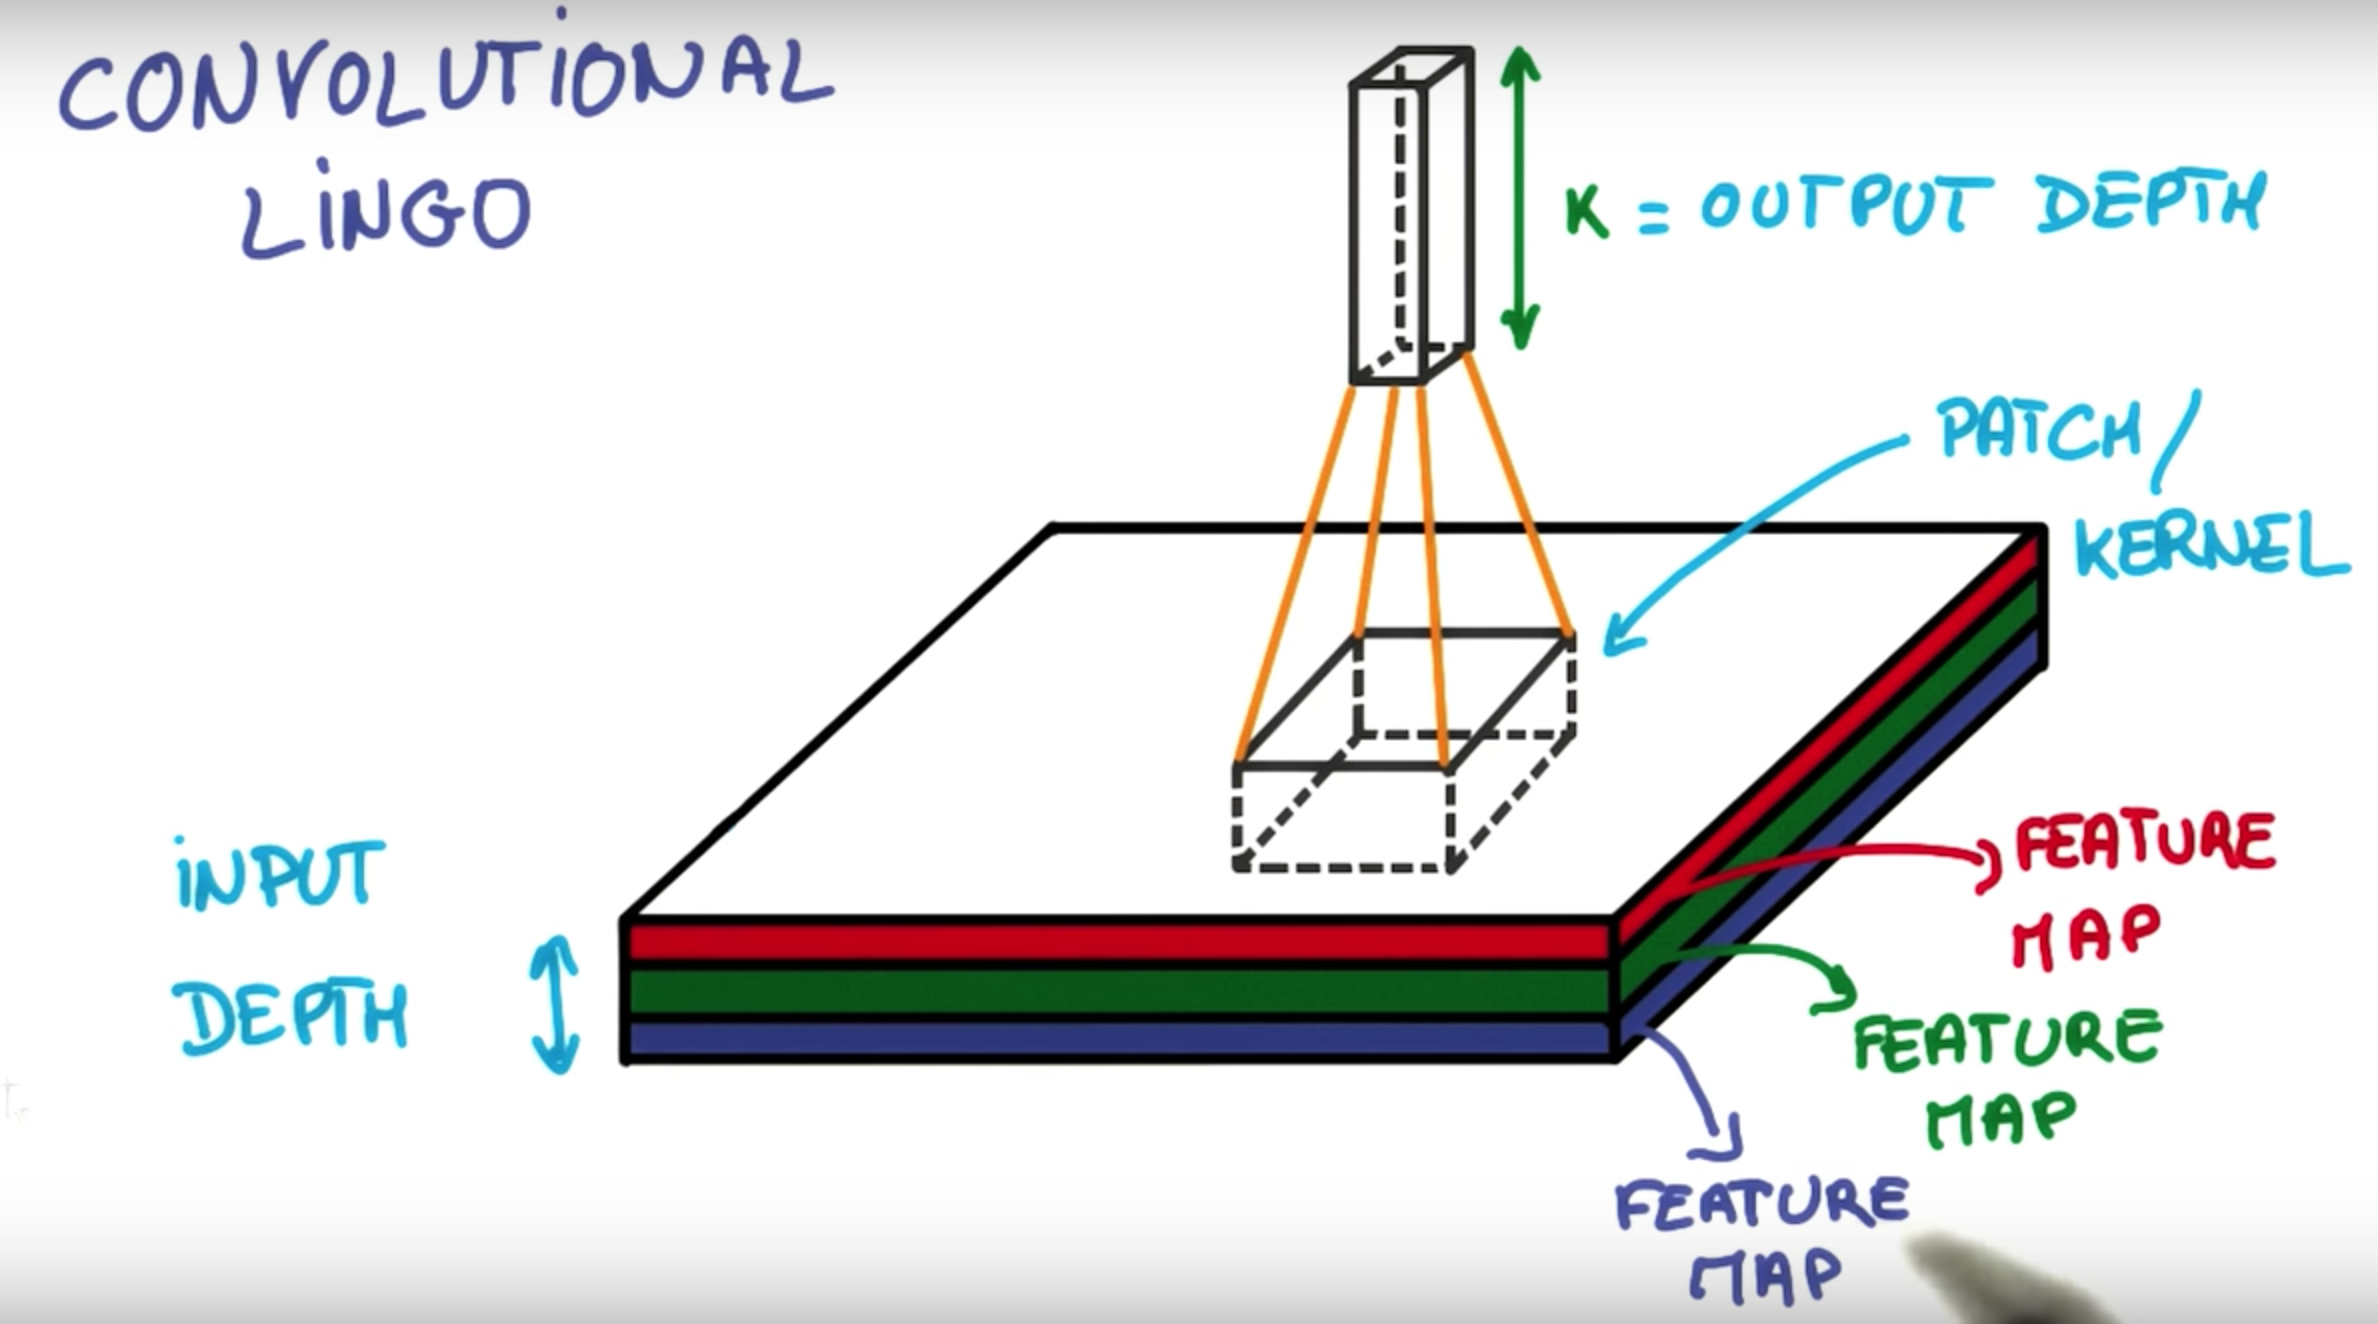 CONVOLUTIONAL
LiNGO
K = OUTPUT DEPTH
PATCH/
KERNEL
iNPUT
DEPTH
FEATURE
MAP
FEATURE
MAP
FEATURE
MAP